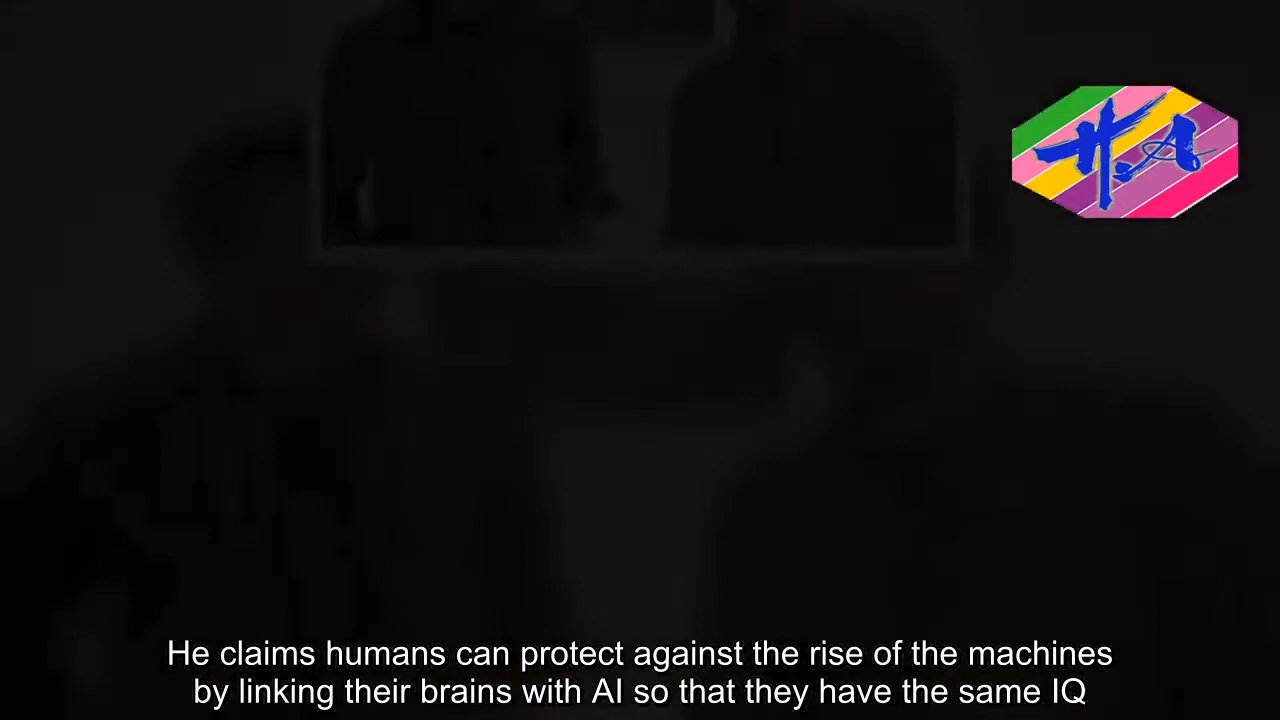 H.A
He claims humans can protect against the rise of the machines
by linking their brains with AI so that they have the same IQ